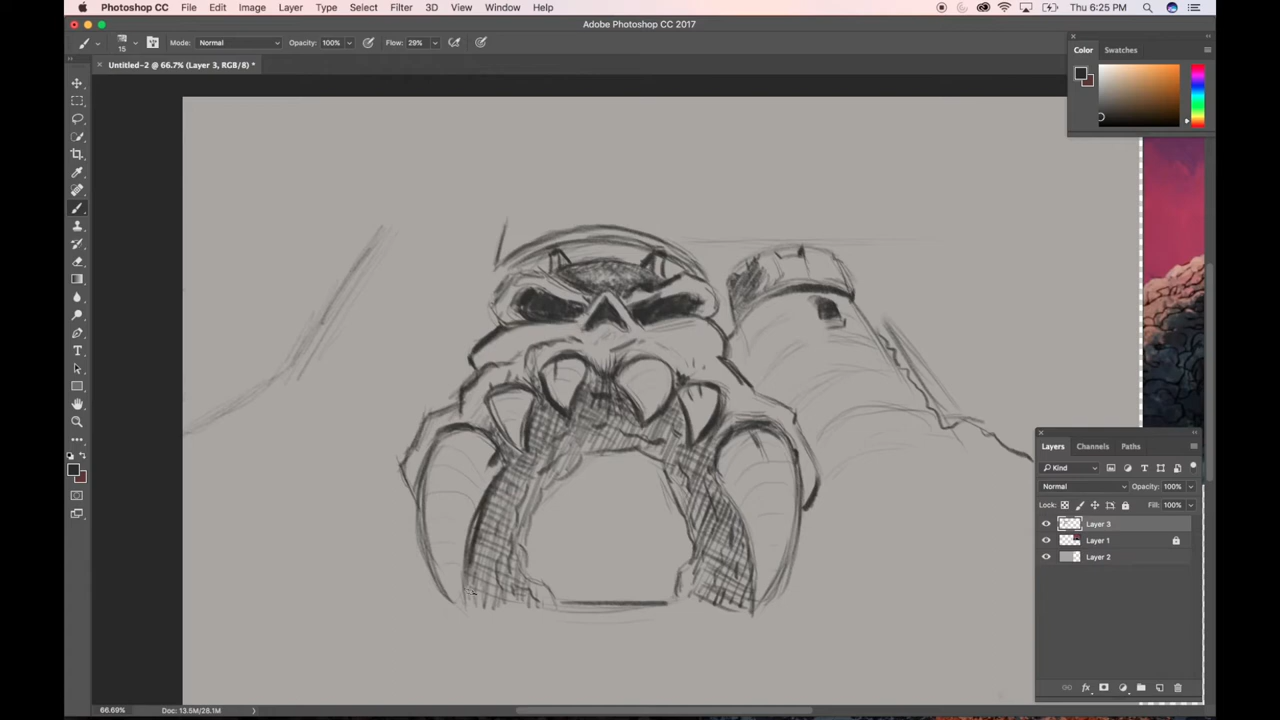 Photoshop CC File Edit Image Layer Type Select Filter 3D View Window Help Thu 6:25 PM
Adobe Photoshop CC 2017
15 Mode: Normal Opacity: 100% Flow: 29%
Color Swatches
Untitled-2 @ 66.7% (Layer 3, RGB/8) *
Layers Channels Paths
Kind
Normal Opacity: 100%
Lock: Fill: 100%
Layer 3
Layer 1
Layer 2
fx
66.69% Doc: 13.5M/28.1M